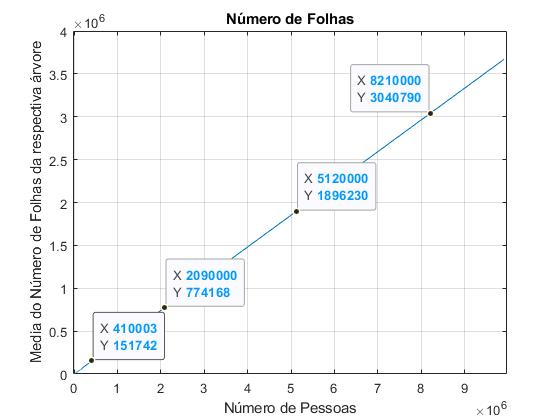 Número de Folhas
×10^6
4
3.5
3
2.5
2
1.5
1
0.5
0
Media do Número de Folhas da respectiva árvore
X 8210000
Y 3040790
X 5120000
Y 1896230
X 2090000
Y 774168
X 410003
Y 151742
0 1 2 3 4 5 6 7 8 9
Número de Pessoas
×10^6